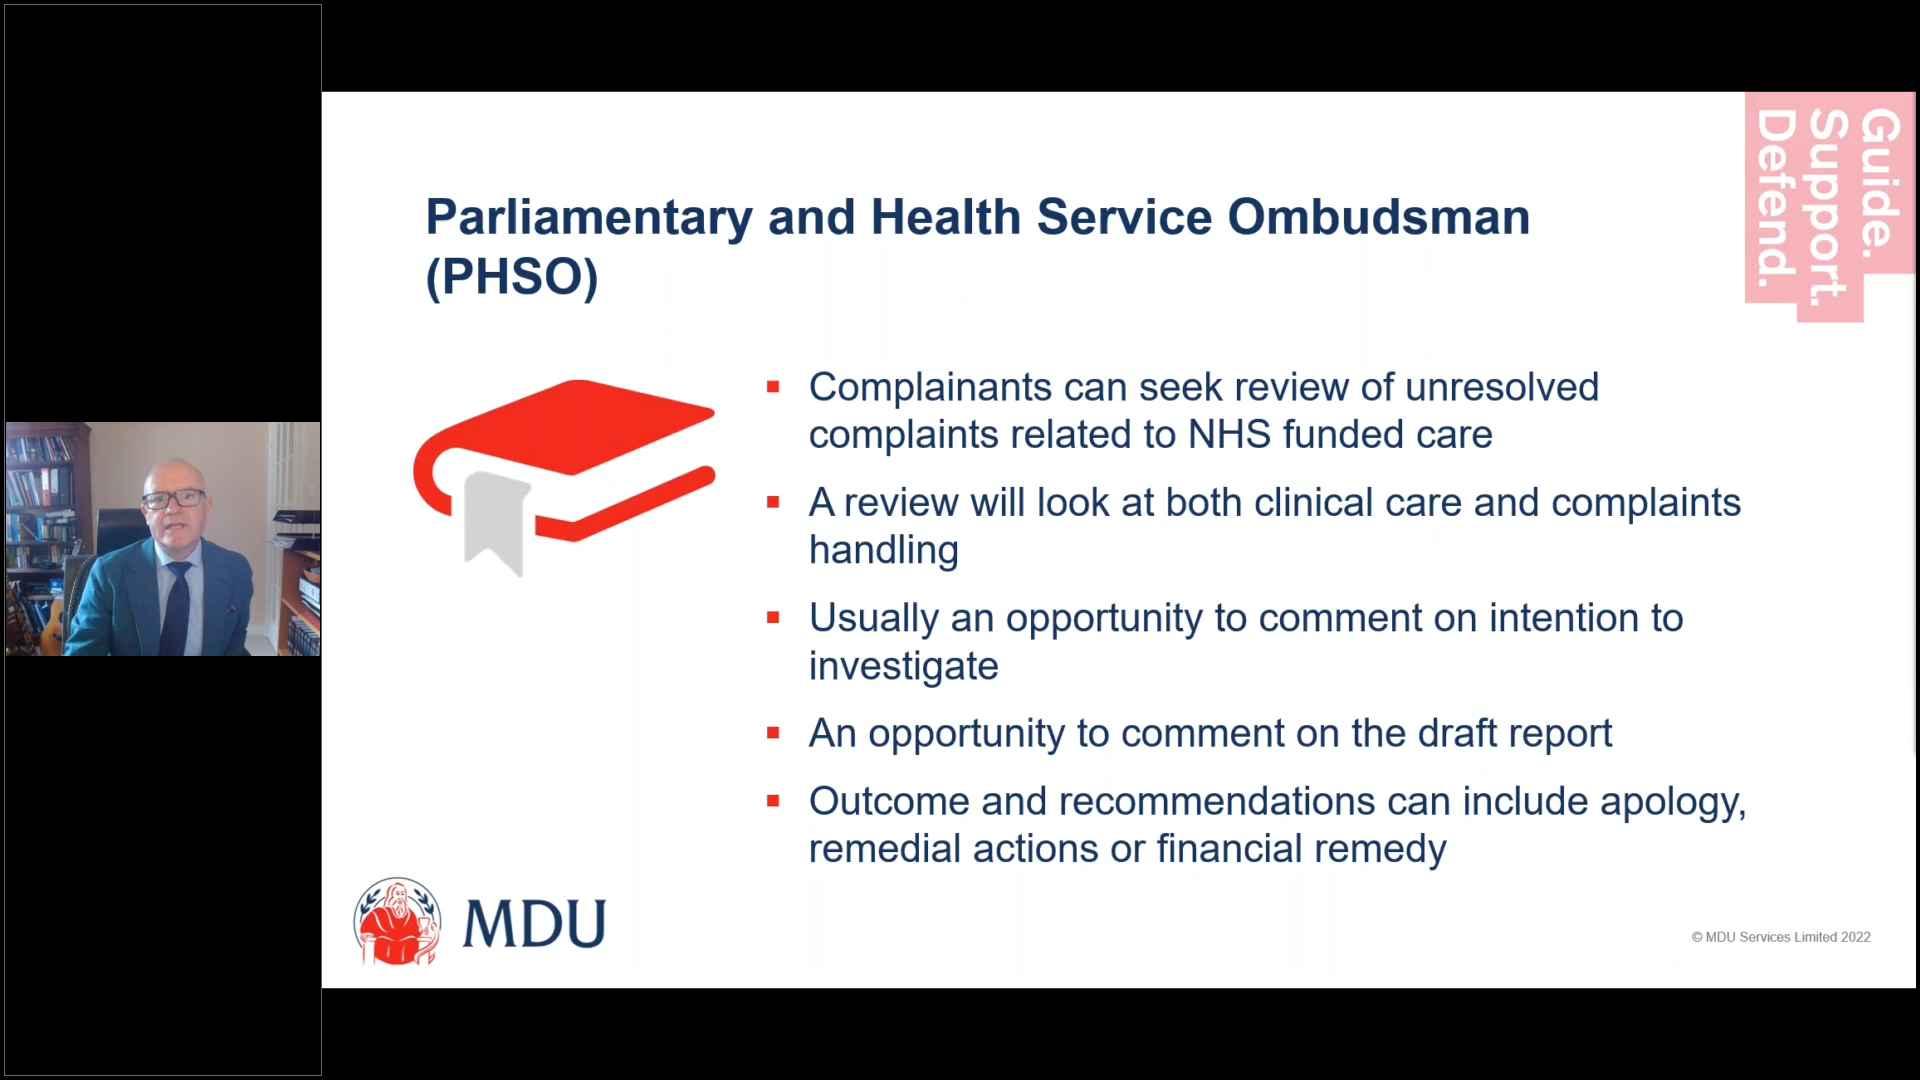 Guide.
Support.
Defend.
Parliamentary and Health Service Ombudsman
(PHSO)
Complainants can seek review of unresolved
complaints related to NHS funded care
A review will look at both clinical care and complaints
handling
Usually an opportunity to comment on intention to
investigate
An opportunity to comment on the draft report
Outcome and recommendations can include apology,
remedial actions or financial remedy
MDU
© MDU Services Limited 2022